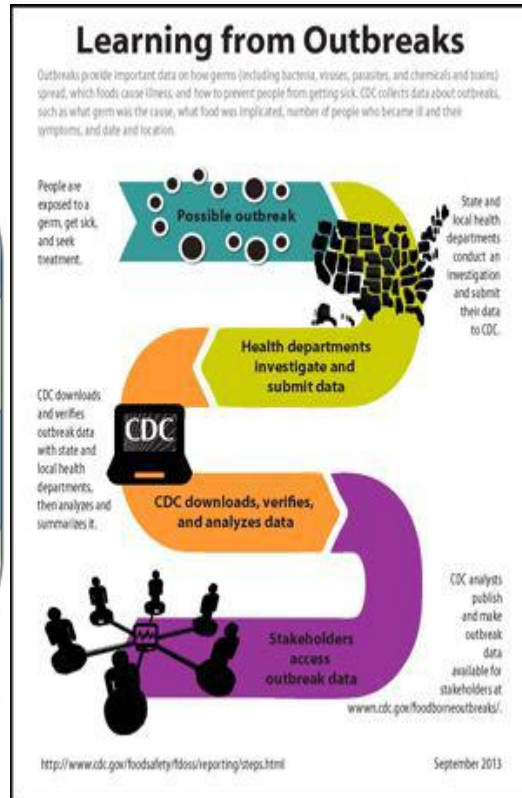 Learning from Outbreaks
Outbreaks provide important data on how germs (including bacteria, viruses, parasites, and chemicals and toxins)
spread, which foods cause illness, and how to prevent people from getting sick. CDC collects data about outbreaks,
such as what germ was the cause, what food was implicated, number of people who became ill and their
symptoms, and date and location.
People are
exposed to a
germ, get sick,
and seek
treatment.
Possible outbreak
State and
local health
departments
conduct an
investigation
and submit
their data
to CDC.
Health departments
investigate and
submit data
CDC downloads
and verifies
outbreak data
with state and
local health
departments,
then analyzes and
summarizes it.
CDC
CDC downloads, verifies,
and analyzes data
CDC analysts
publish
and make
outbreak
data
available for
stakeholders at
wwwn.cdc.gov/foodborneoutbreaks/.
Stakeholders
access
outbreak data
http://www.cdc.gov/foodsafety/fdoss/reporting/steps.html
September 2013